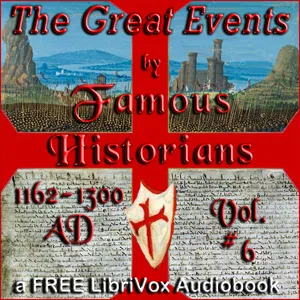 The Great Events
by
Famous
Historians
1162-1300
AD
Vol.
# 6
a FREE LibriVox Audiobook